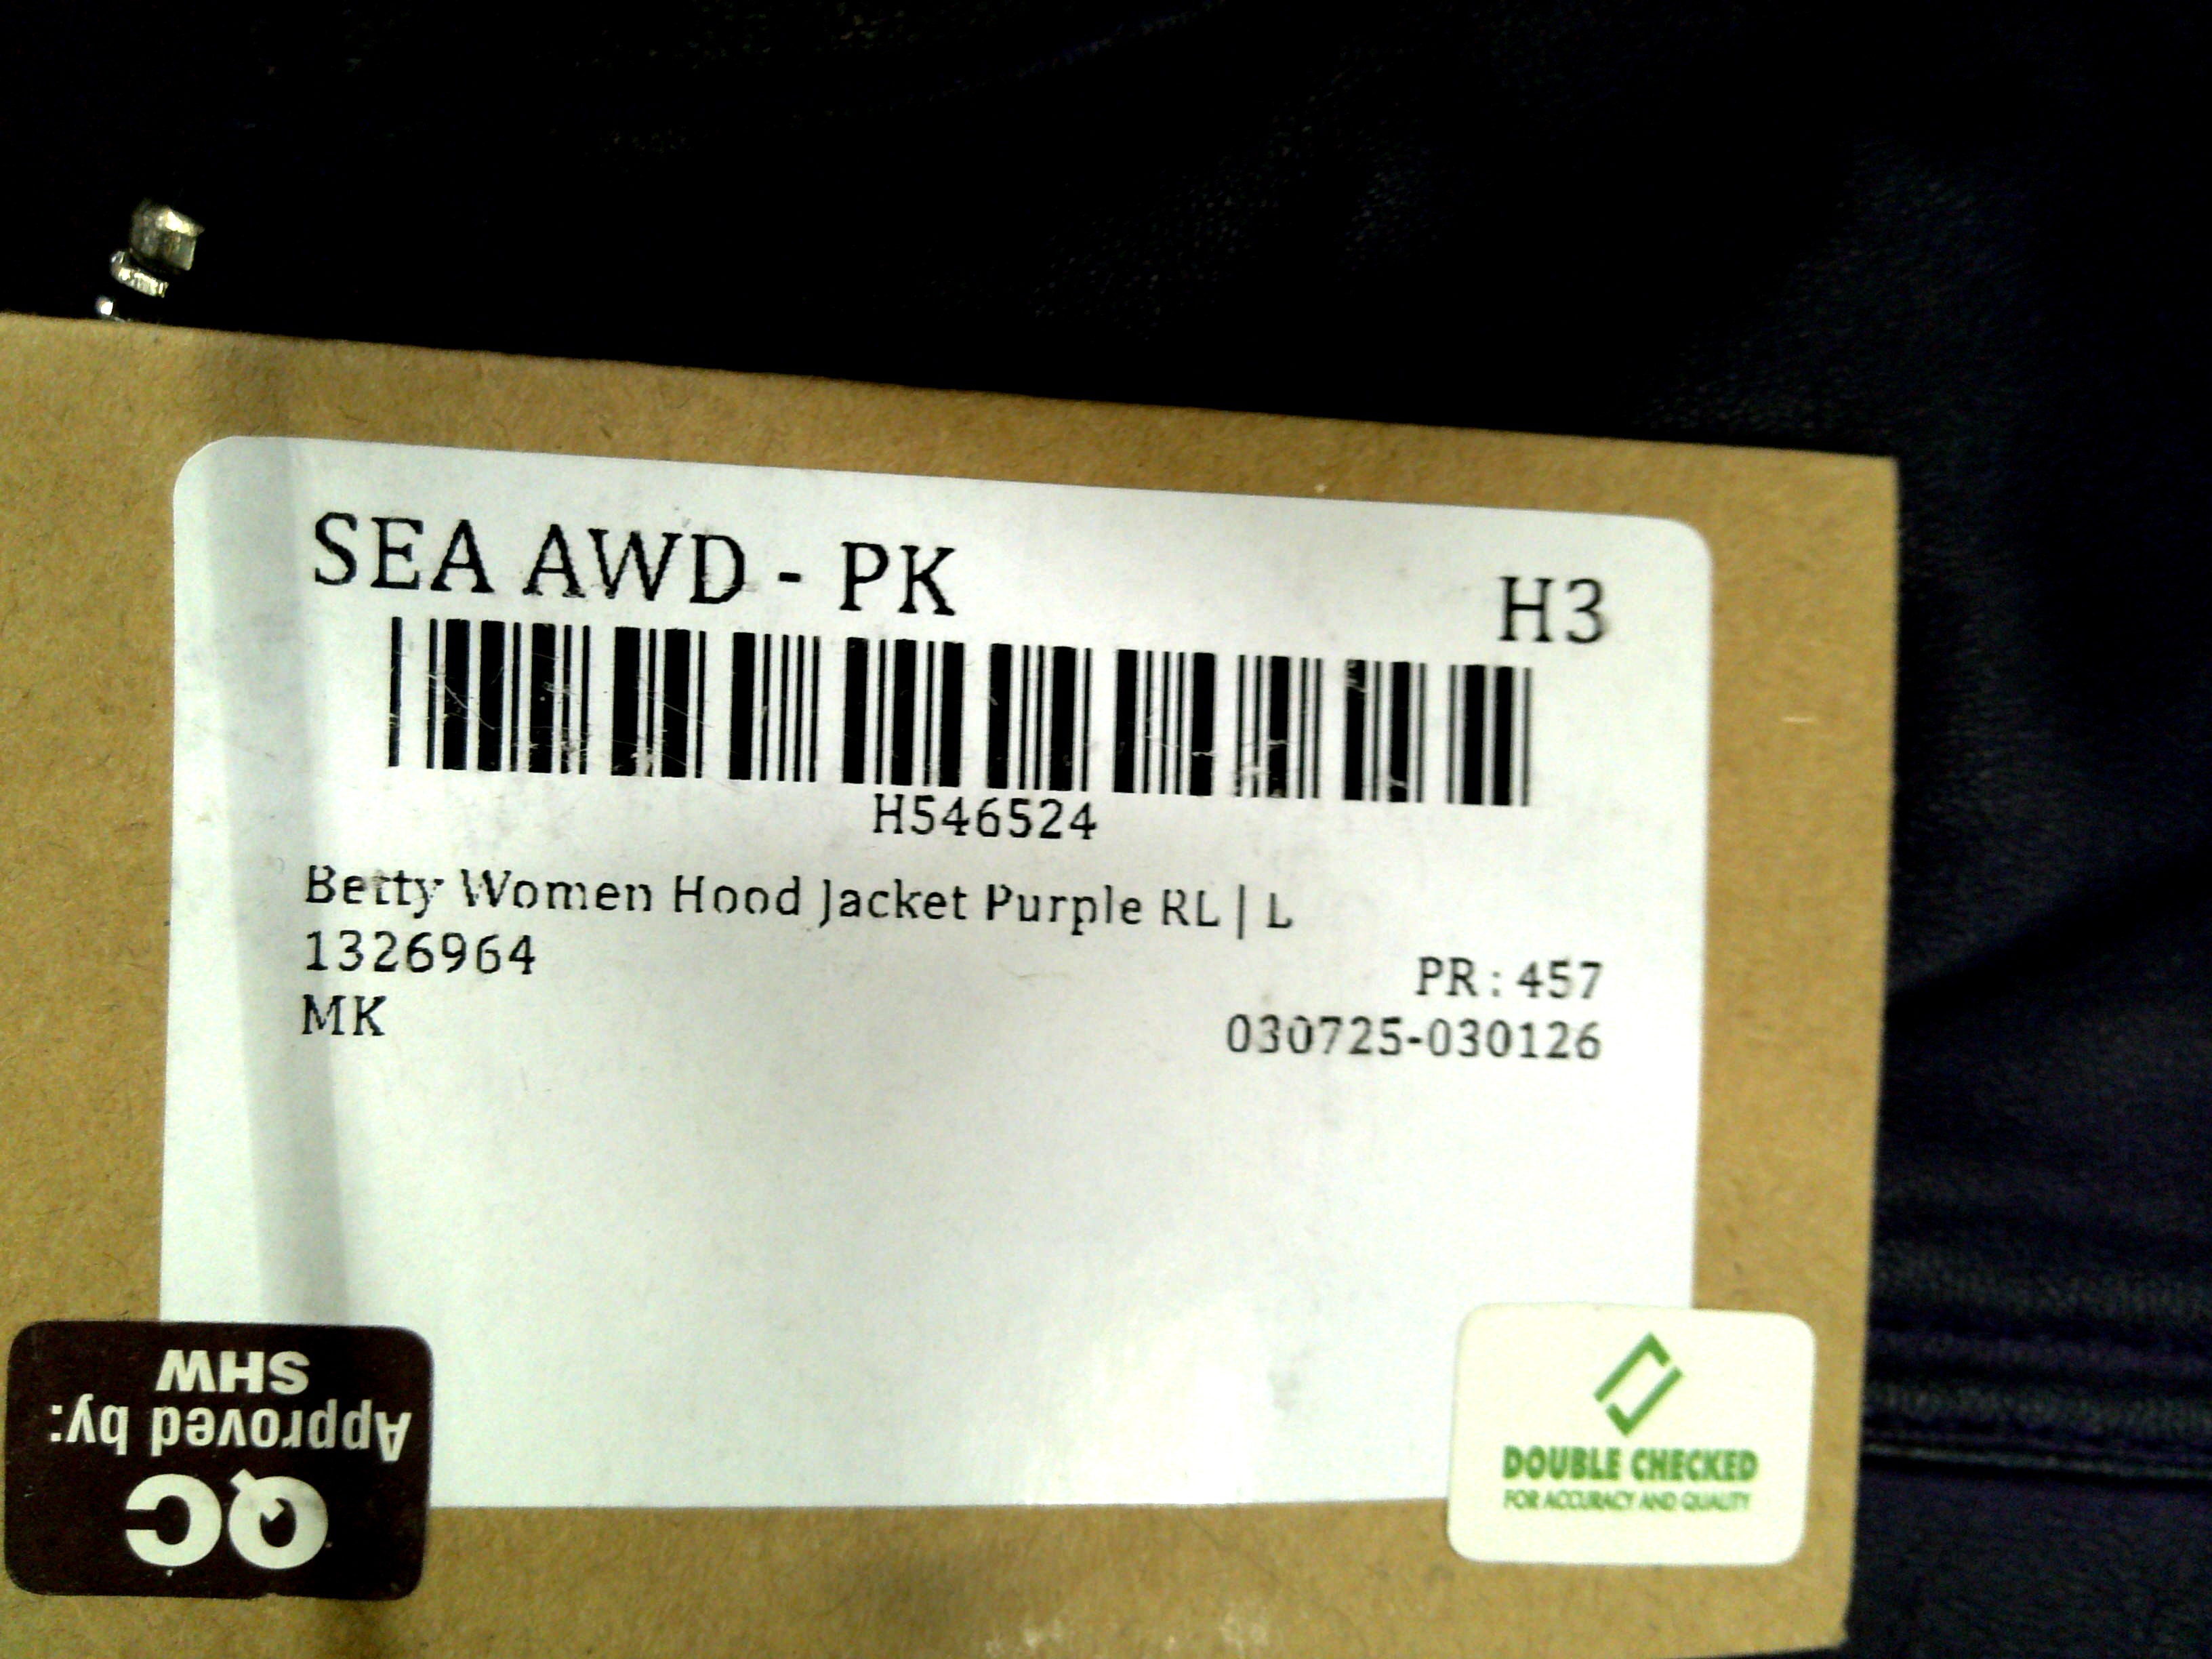 SEA AWD - PK
H3
H546524
Betty Women Hood Jacket Purple RL | L
1326964
PR : 457
MK
030725-030126
QC
Approved by:
SHW
DOUBLE CHECKED
FOR ACCURACY AND QUALITY